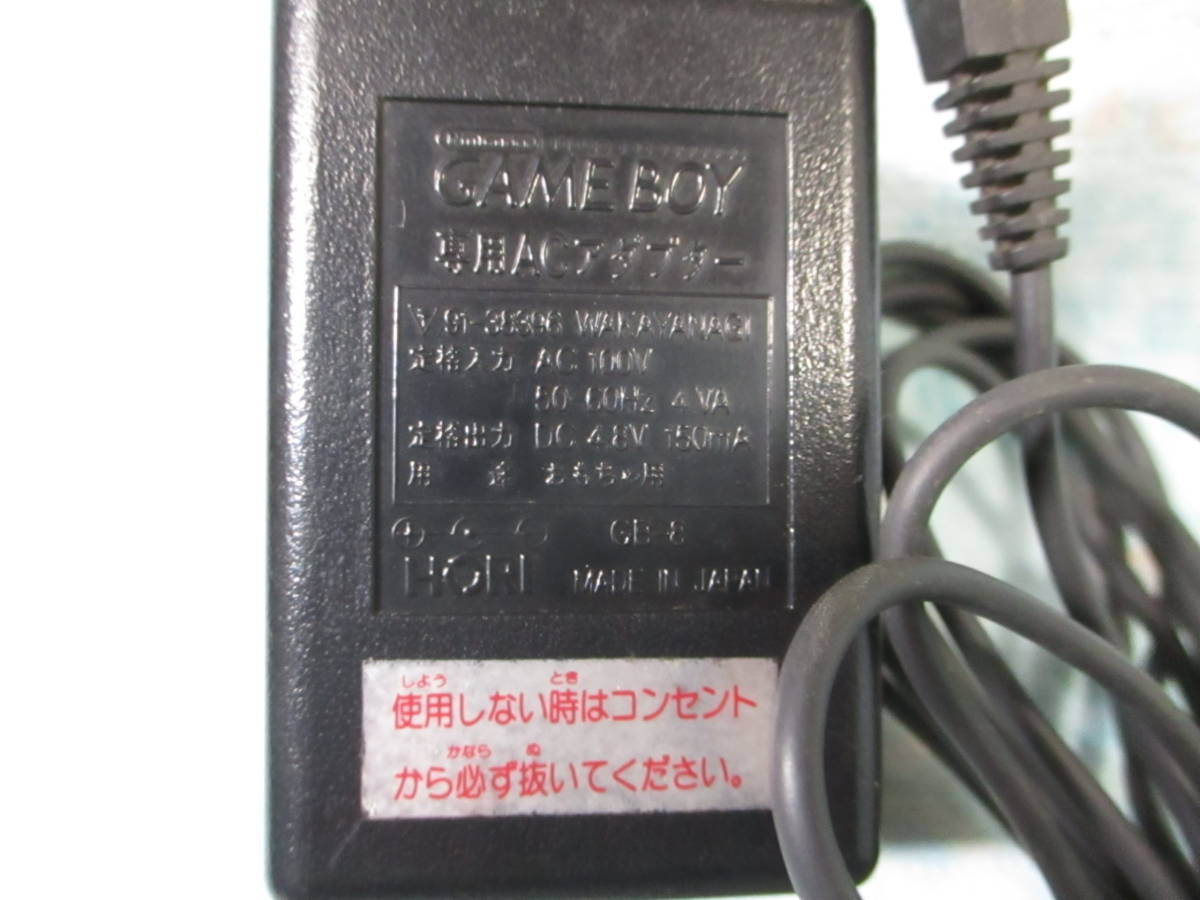 Nintendo
GAME BOY
専用ACアダプター
91-38396 WAKAYANAGI
定格入力 AC 100V
50-60Hz 4VA
定格出力 DC 4.8V 150mA
用 途 おもちゃ用
GB-8
HORI MADE IN JAPAN
しよう とき
使用しない時はコンセント
かなら ぬ
から必ず抜いてください。